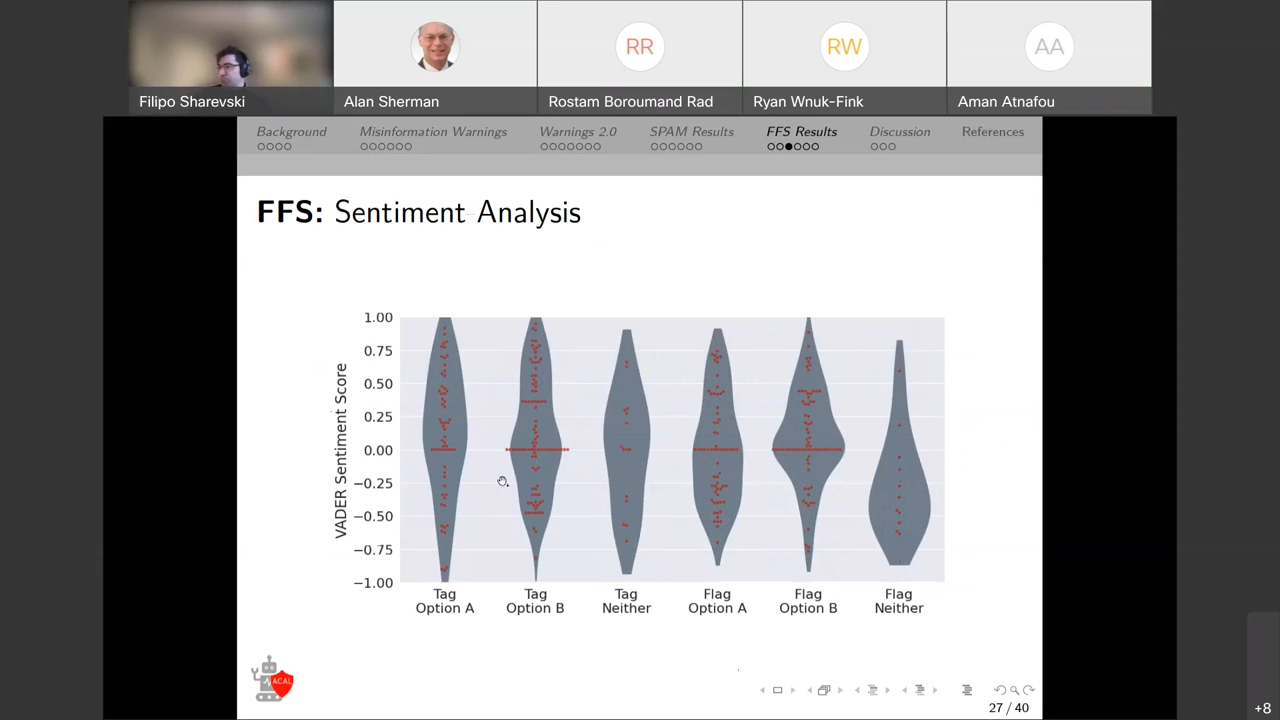 RR
RW
AA
Filipo Sharevski
Alan Sherman
Rostam Boroumand Rad
Ryan Wnuk-Fink
Aman Atnafou
Background
Misinformation Warnings
Warnings 2.0
SPAM Results
FFS Results
Discussion
References
FFS: Sentiment Analysis
VADER Sentiment Score
1.00
0.75
0.50
0.25
0.00
−0.25
−0.50
−0.75
−1.00
Tag
Option A
Tag
Option B
Tag
Neither
Flag
Option A
Flag
Option B
Flag
Neither
ACAL
27 / 40
+8